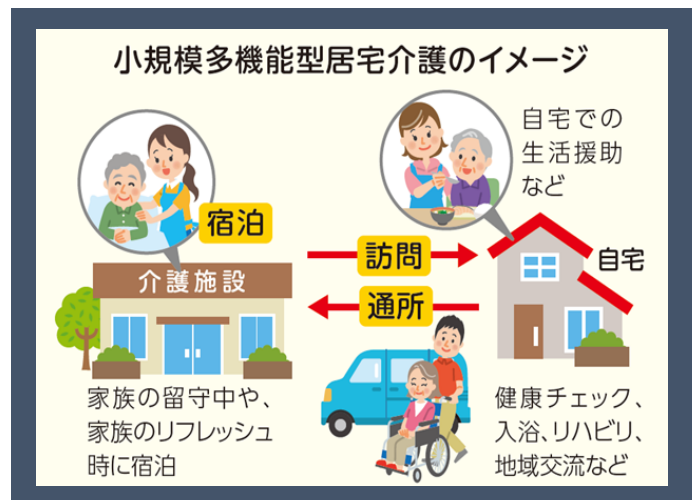 小規模多機能型居宅介護のイメージ
自宅での
生活援助
など
宿泊
訪問
自宅
介護施設
通所
家族の留守中や、
家族のリフレッシュ
時に宿泊
健康チェック、
入浴、リハビリ、
地域交流など